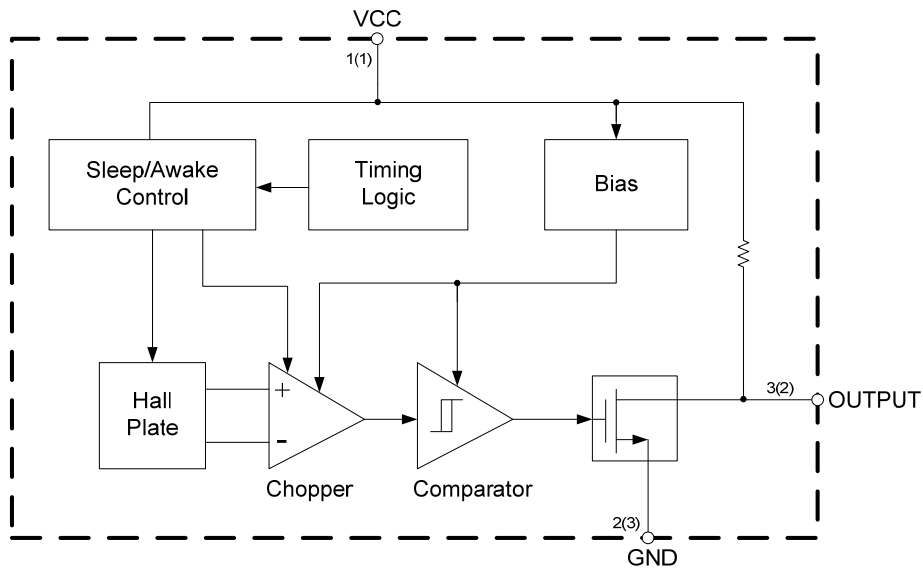 VCC
1(1)
Sleep/Awake
Control
Timing
Logic
Bias
Hall
Plate
+
-
Chopper
Comparator
3(2)
OUTPUT
2(3)
GND